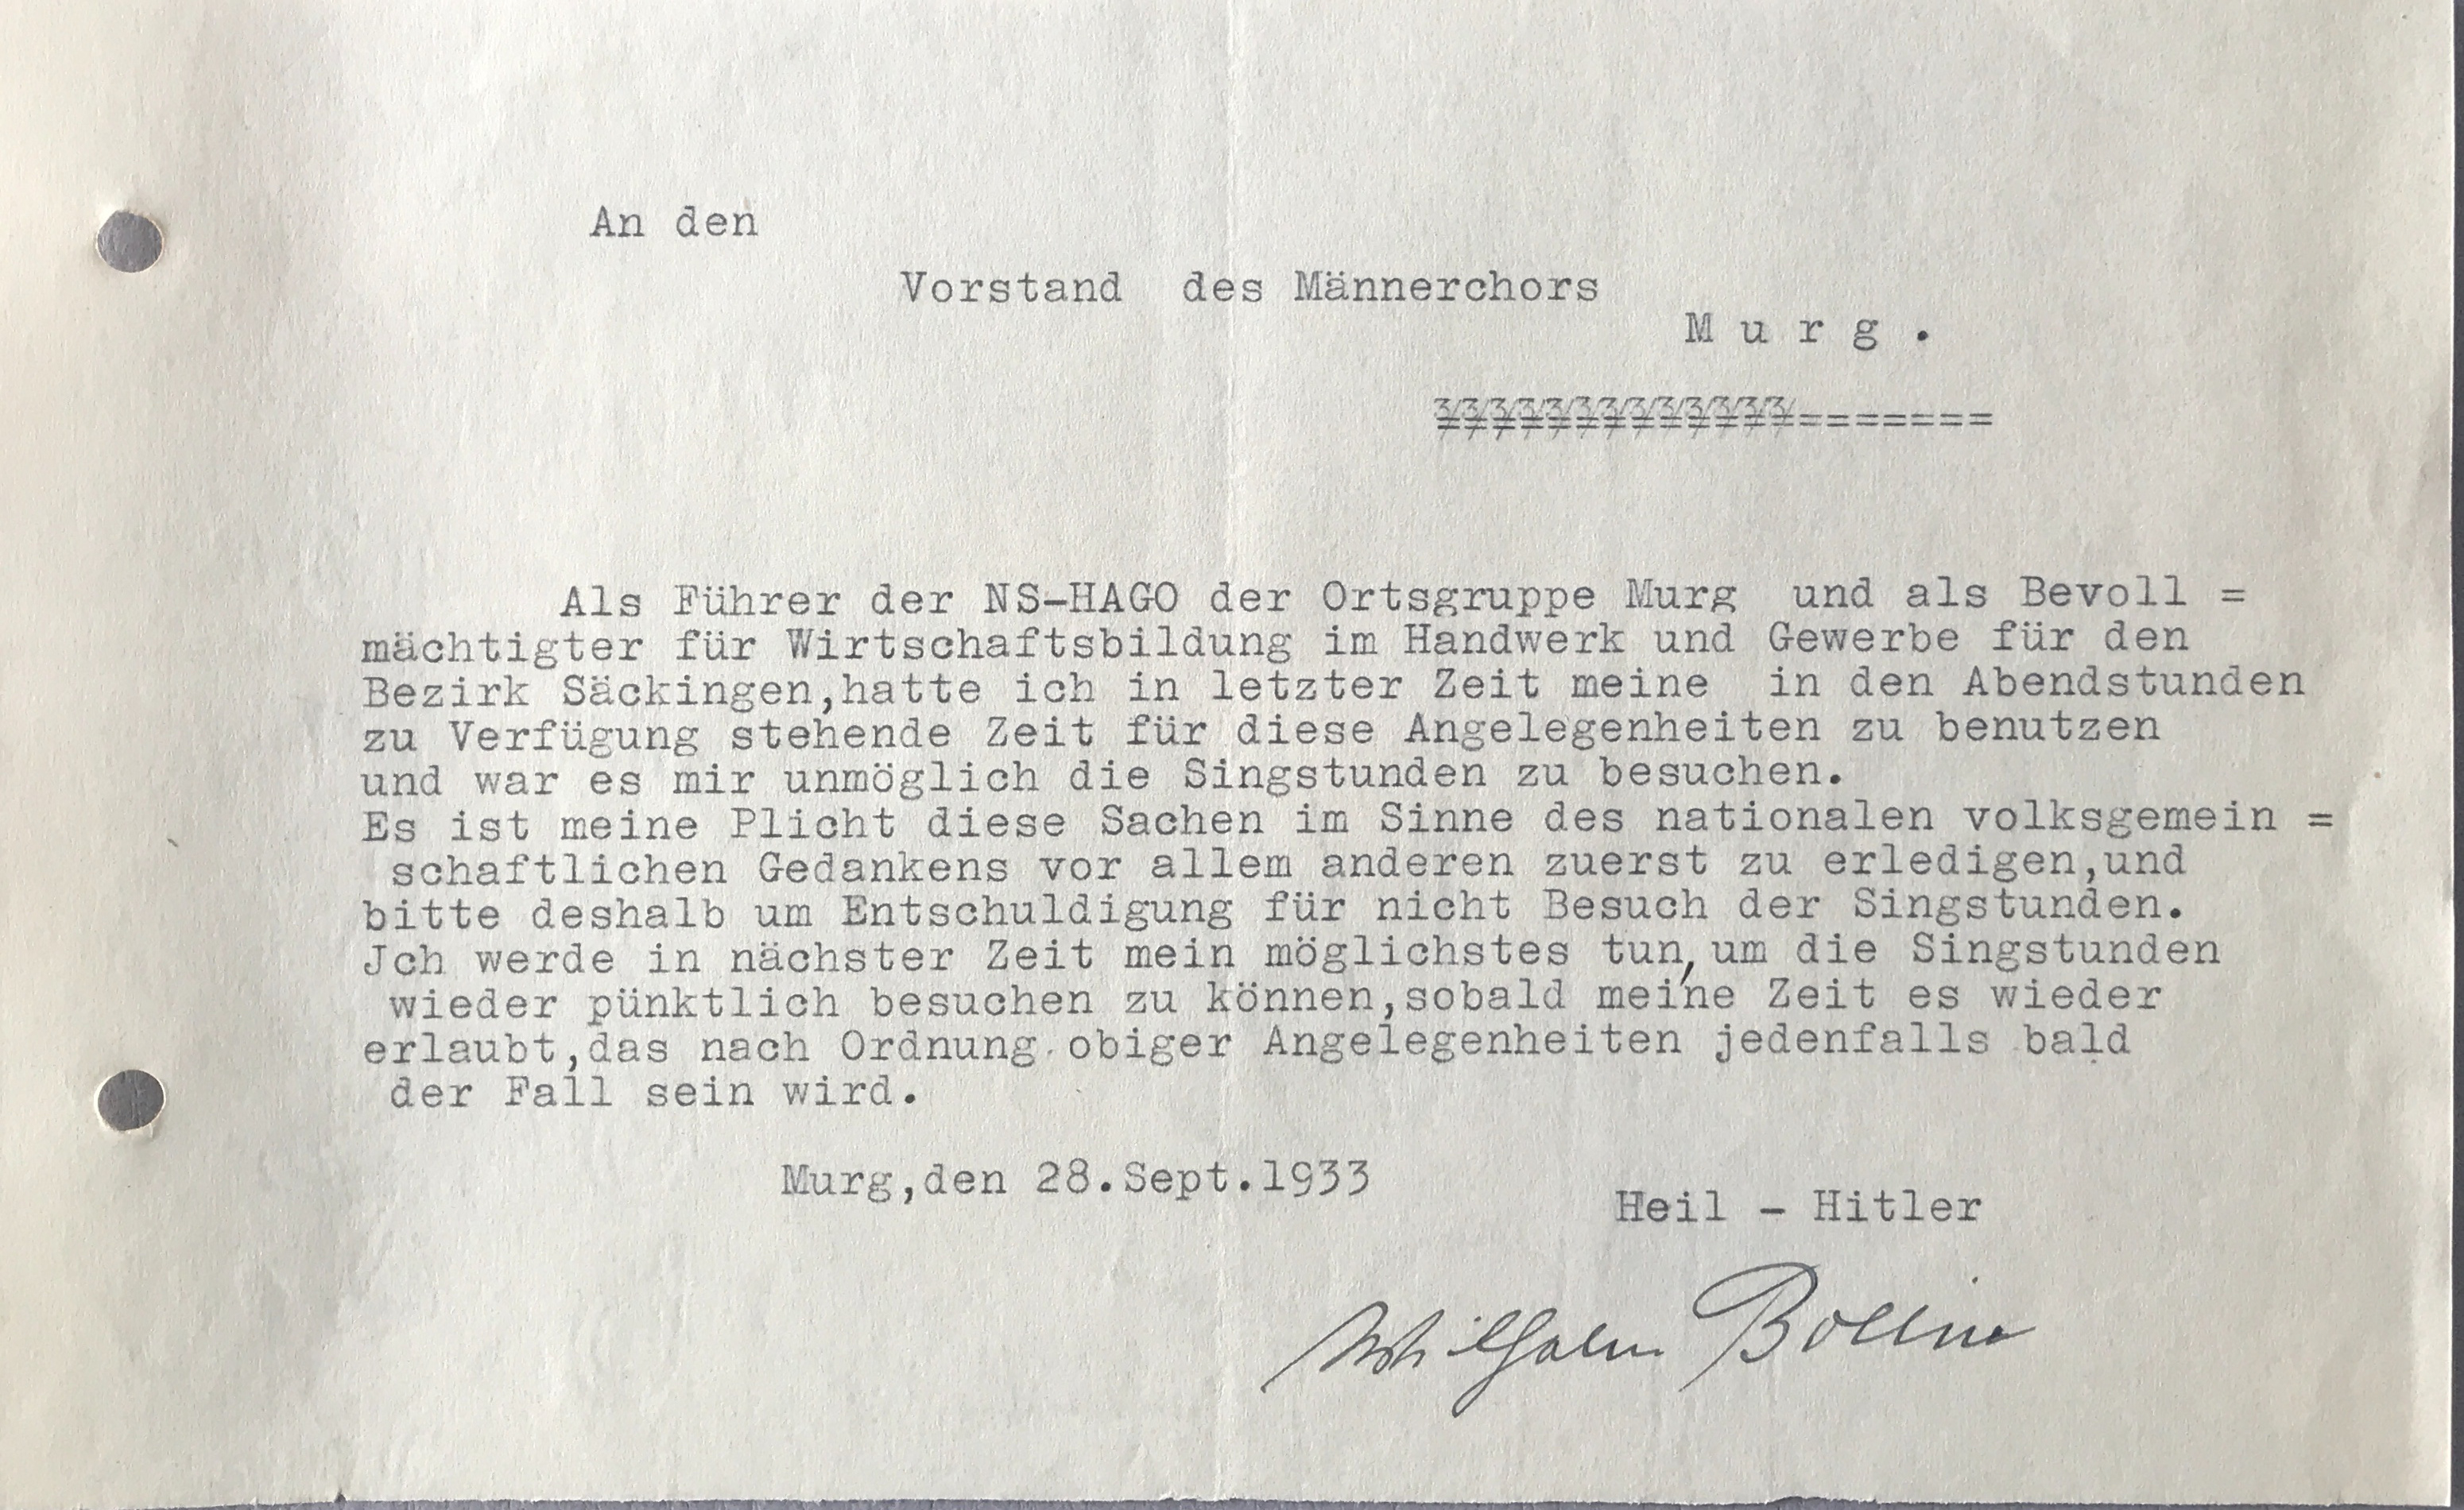 An den
Vorstand des Männerchors
M u r g .
=======
Als Führer der NS-HAGO der Ortsgruppe Murg und als Bevoll =
mächtigter für Wirtschaftsbildung im Handwerk und Gewerbe für den
Bezirk Säckingen,hatte ich in letzter Zeit meine in den Abendstunden
zu Verfügung stehende Zeit für diese Angelegenheiten zu benutzen
und war es mir unmöglich die Singstunden zu besuchen.
Es ist meine Plicht diese Sachen im Sinne des nationalen volksgemein =
schaftlichen Gedankens vor allem anderen zuerst zu erledigen,und
bitte deshalb um Entschuldigung für nicht Besuch der Singstunden.
Jch werde in nächster Zeit mein möglichstes tun, um die Singstunden
wieder pünktlich besuchen zu können,sobald meine Zeit es wieder
erlaubt,das nach Ordnung obiger Angelegenheiten jedenfalls bald
der Fall sein wird.
Murg,den 28.Sept.1933
Heil - Hitler
Wilhelm